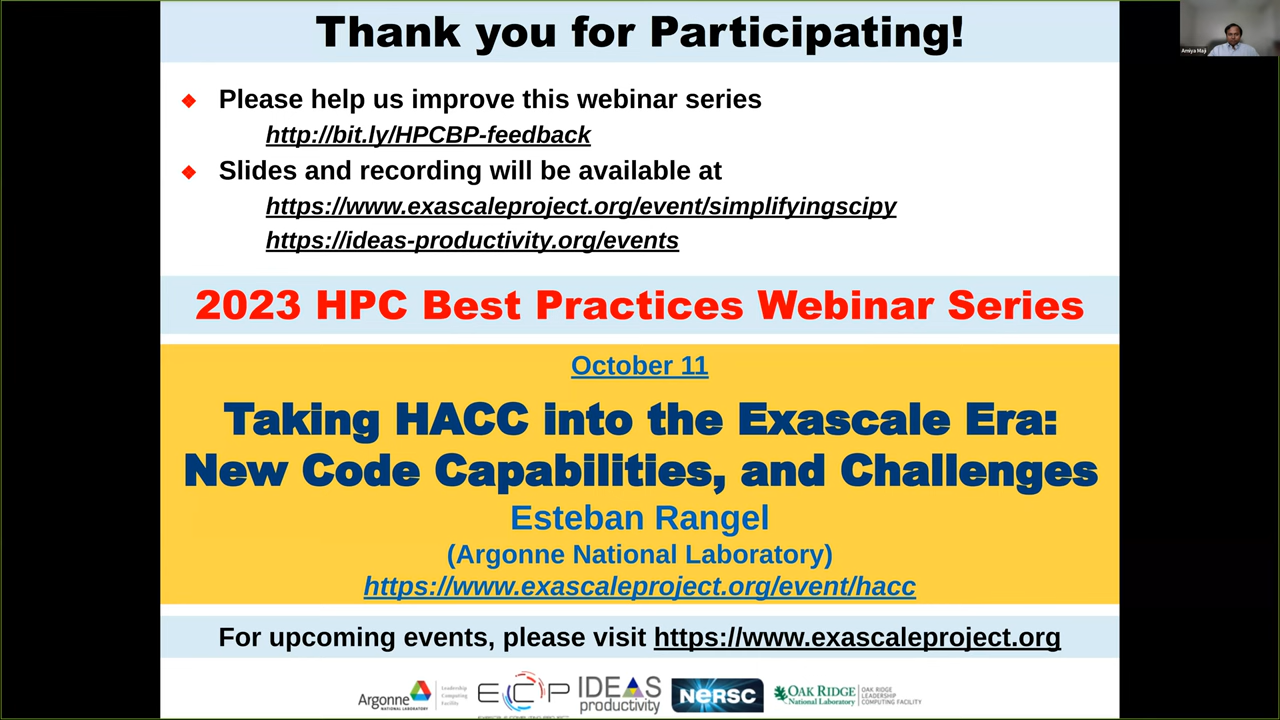 Thank you for Participating!
Amiya Maji
Please help us improve this webinar series
http://bit.ly/HPCBP-feedback
Slides and recording will be available at
https://www.exascaleproject.org/event/simplifyingscipy
https://ideas-productivity.org/events
2023 HPC Best Practices Webinar Series
October 11
Taking HACC into the Exascale Era:
New Code Capabilities, and Challenges
Esteban Rangel
(Argonne National Laboratory)
https://www.exascaleproject.org/event/hacc
For upcoming events, please visit https://www.exascaleproject.org
Argonne
NATIONAL LABORATORY
Leadership
Computing
Facility
ECP
IDEAS
productivity
NERSC
OAK RIDGE
National Laboratory
OAK RIDGE
LEADERSHIP
COMPUTING FACILITY